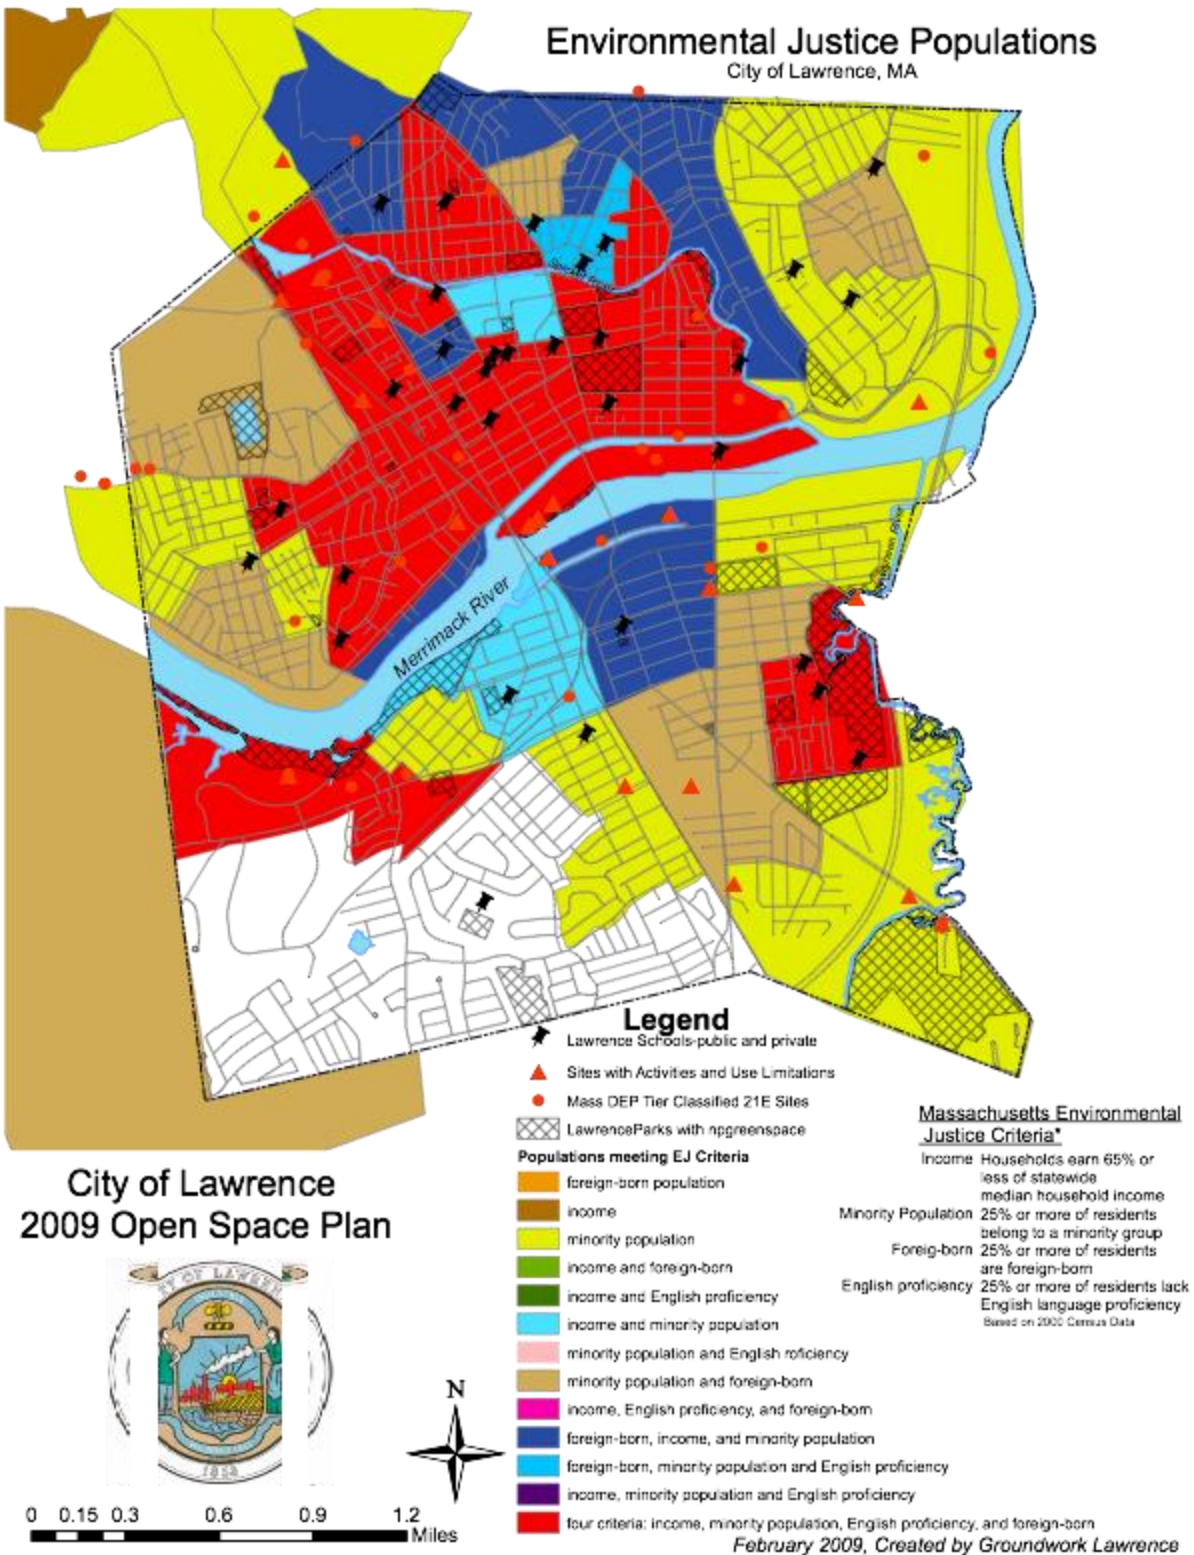 Environmental Justice Populations
City of Lawrence, MA
Merrimack River
Legend
Lawrence Schools-public and private
Sites with Activities and Use Limitations
Mass DEP Tier Classified 21E Sites
LawrenceParks with npgreenspace
Populations meeting EJ Criteria
foreign-born population
income
minority population
income and foreign-born
income and English proficiency
income and minority population
minority population and English roficiency
minority population and foreign-born
income, English proficiency, and foreign-born
foreign-born, income, and minority population
foreign-born, minority population and English proficiency
income, minority population and English proficiency
four criteria: income, minority population, English proficiency, and foreign-born
Massachusetts Environmental
Justice Criteria*
Income Households earn 65% or
less of statewide
median household income
Minority Population 25% or more of residents
belong to a minority group
Foreig-born 25% or more of residents
are foreign-born
English proficiency 25% or more of residents lack
English language proficiency
Based on 2000 Census Data
City of Lawrence
2009 Open Space Plan
N
0 0.15 0.3 0.6 0.9 1.2
Miles
February 2009, Created by Groundwork Lawrence